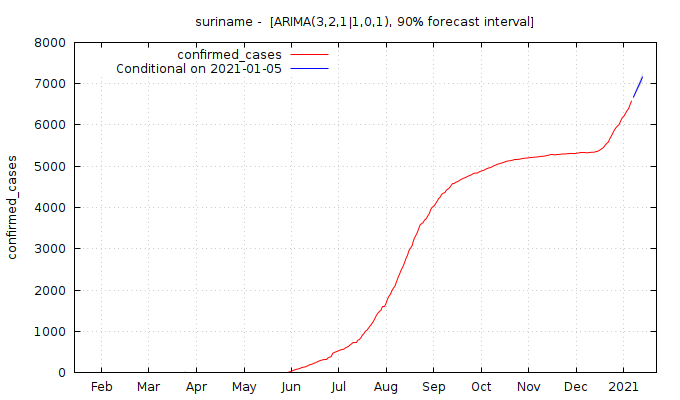 suriname -  [ARIMA(3,2,1|1,0,1), 90% forecast interval]
8000
7000
6000
5000
4000
3000
2000
1000
0
confirmed_cases
confirmed_cases
Conditional on 2021-01-05
Feb Mar Apr May Jun Jul Aug Sep Oct Nov Dec 2021